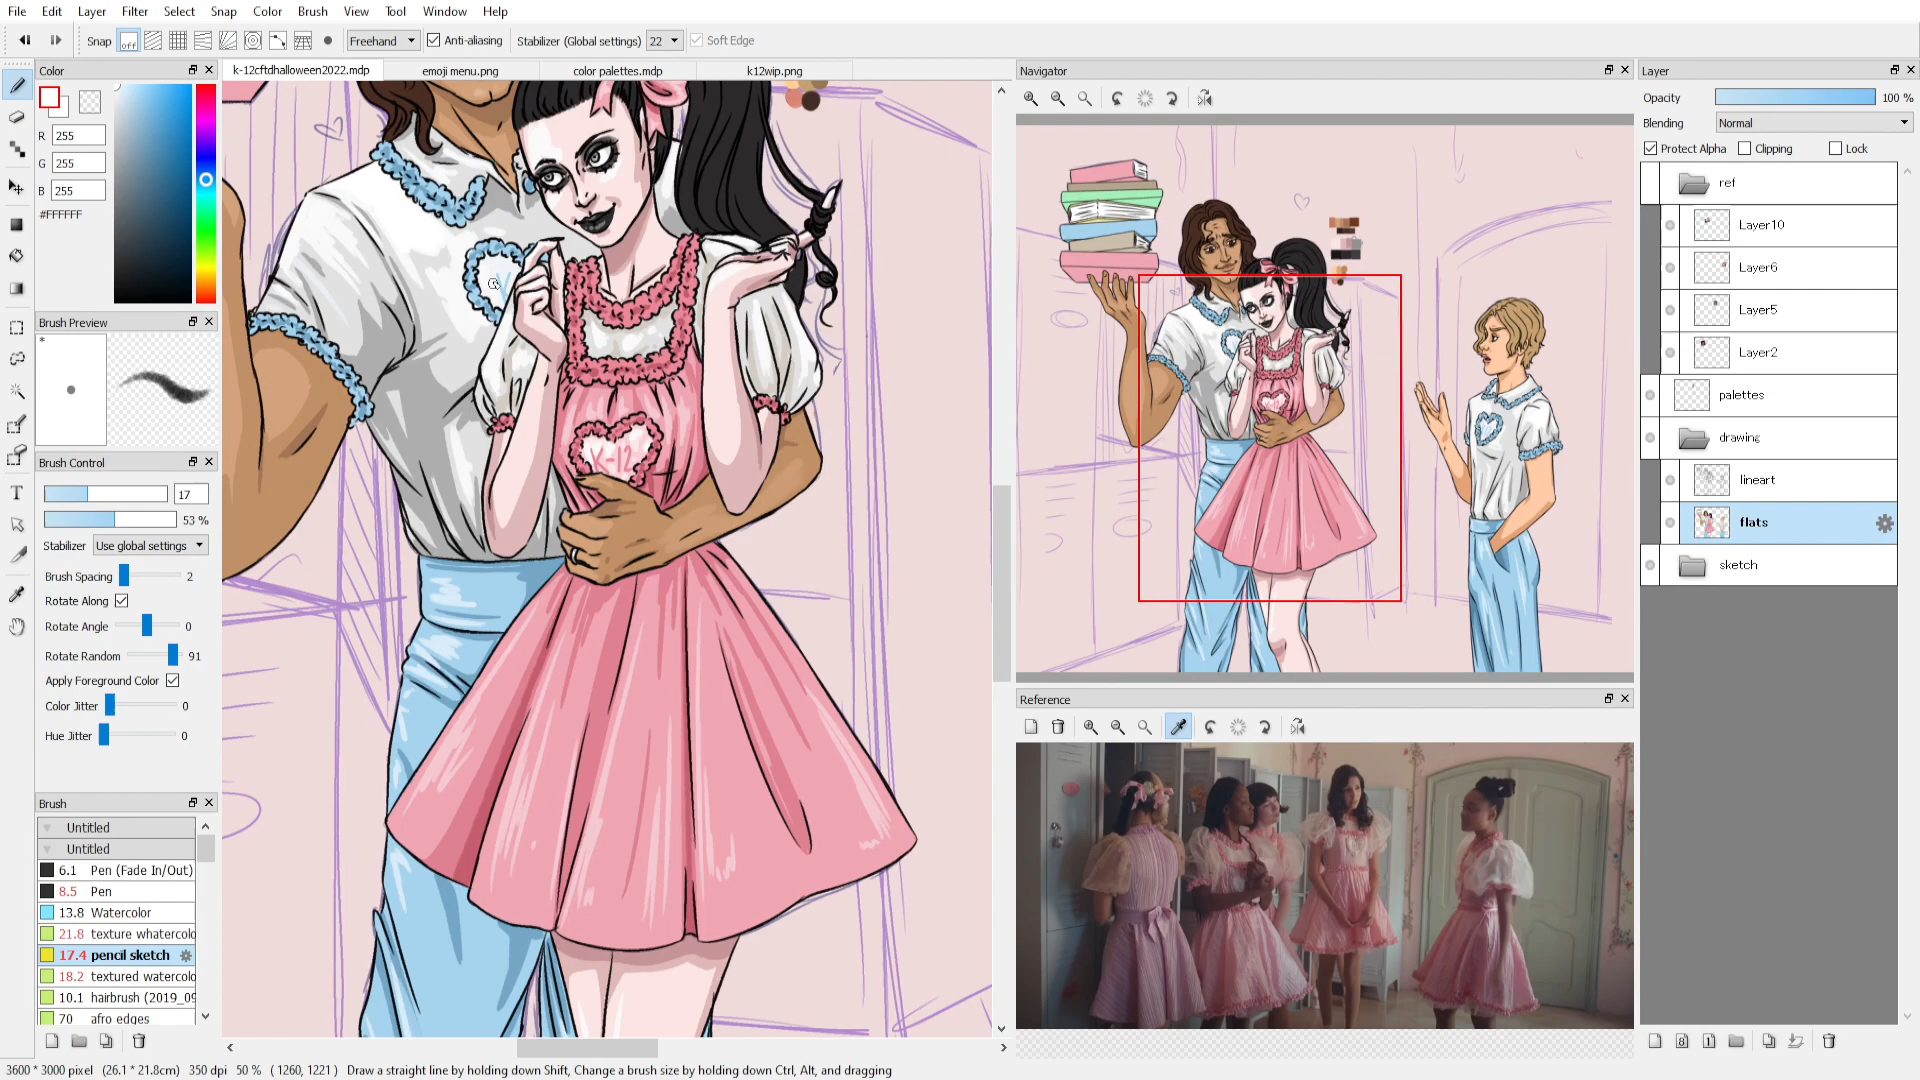 File Edit Layer Filter Select Snap Color Brush View Tool Window Help
Snap off Freehand Anti-aliasing Stabilizer (Global settings) 22 Soft Edge
Color
k-12cftdhalloween2022.mdp emoji menu.png color palettes.mdp k12wip.png
Navigator
Layer
R 255
G 255
B 255
#FFFFFF
Opacity 100 %
Blending Normal
Protect Alpha Clipping Lock
ref
Layer10
Layer6
Layer5
Layer2
palettes
drawing
lineart
flats
sketch
Brush Preview
*
Brush Control
17
53 %
Stabilizer Use global settings
Brush Spacing 2
Rotate Along
Rotate Angle 0
Rotate Random 91
Apply Foreground Color
Color Jitter 0
Hue Jitter 0
K-12
Reference
Brush
Untitled
Untitled
6.1 Pen (Fade In/Out)
8.5 Pen
13.8 Watercolor
21.8 texture whatercolo
17.4 pencil sketch
18.2 textured watercolo
10.1 hairbrush (2019_09
70 afro edges
8 1
3600 * 3000 pixel (26.1 * 21.8cm) 350 dpi 50 % ( 1260, 1221 ) Draw a straight line by holding down Shift, Change a brush size by holding down Ctrl, Alt, and dragging